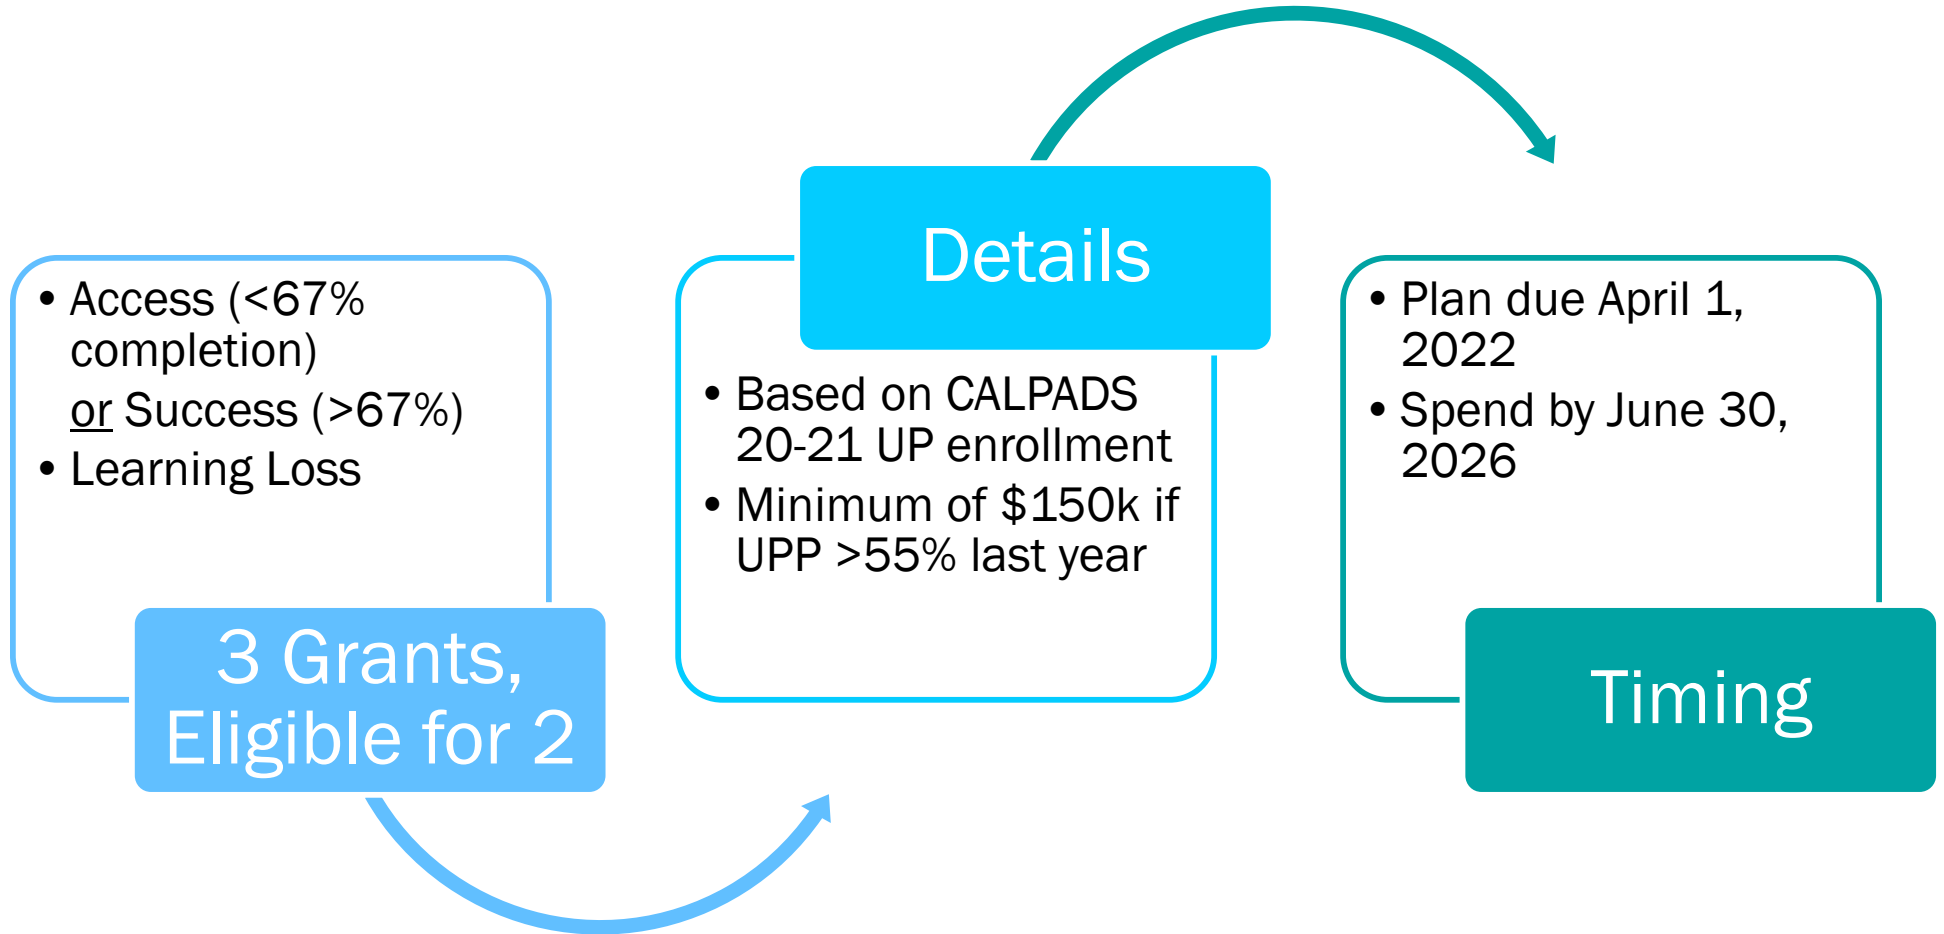 • Access (<67%
completion)
or Success (>67%)
• Learning Loss
3 Grants,
Eligible for 2
Details
• Based on CALPADS
20-21 UP enrollment
• Minimum of $150k if
UPP >55% last year
• Plan due April 1,
2022
• Spend by June 30,
2026
Timing